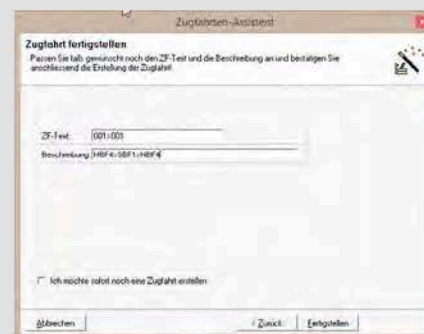 Zugfahrten-Assistent
Zugfahrt fertigstellen
Passen Sie falls gewünscht noch den ZF-Text und die Beschreibung an und bestätigen Sie
anschliessend die Erstellung der Zugfahrt!
ZF-Text: 001>001
Beschreibung: HBF4>SBF1>HBF4
Ich möchte sofort noch eine Zugfahrt erstellen
Abbrechen
< Zurück
Fertigstellen